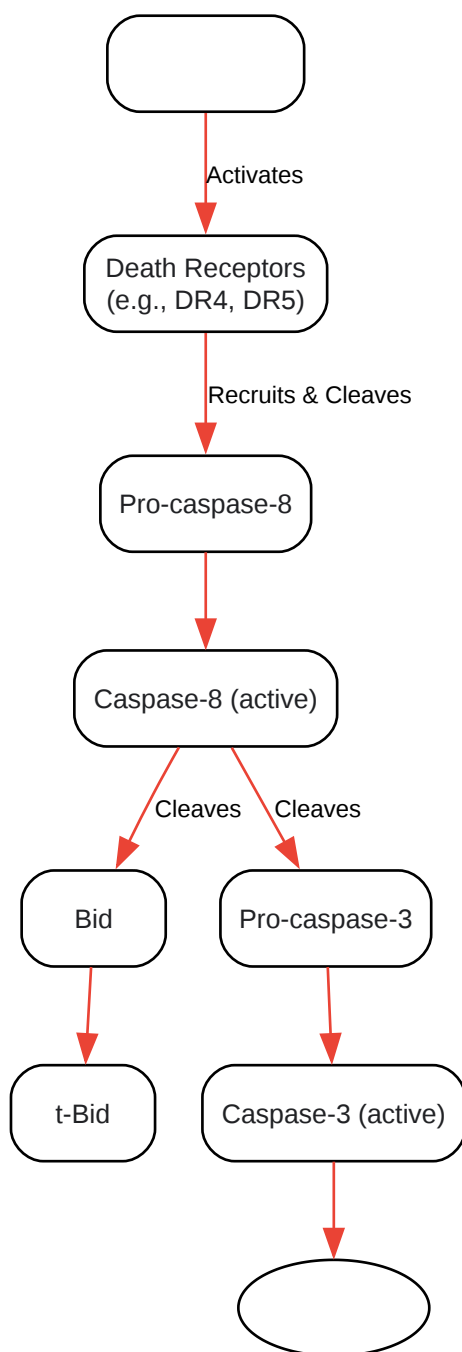 Activates
Death Receptors
(e.g., DR4, DR5)
Recruits & Cleaves
Pro-caspase-8
Caspase-8 (active)
Cleaves
Cleaves
Bid
Pro-caspase-3
t-Bid
Caspase-3 (active)